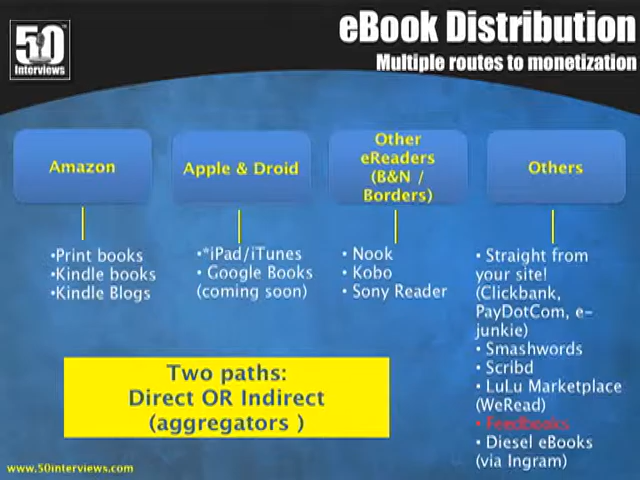 50
Interviews
eBook Distribution
Multiple routes to monetization
Amazon
•Print books
•Kindle books
•Kindle Blogs
Apple & Droid
•*iPad/iTunes
• Google Books
(coming soon)
Other
eReaders
(B&N /
Borders)
• Nook
• Kobo
• Sony Reader
Others
• Straight from
your site!
(Clickbank,
PayDotCom, e-
junkie)
• Smashwords
• Scribd
• LuLu Marketplace
(WeRead)
• Feedbooks
• Diesel eBooks
(via Ingram)
Two paths:
Direct OR Indirect
(aggregators )
www.50interviews.com